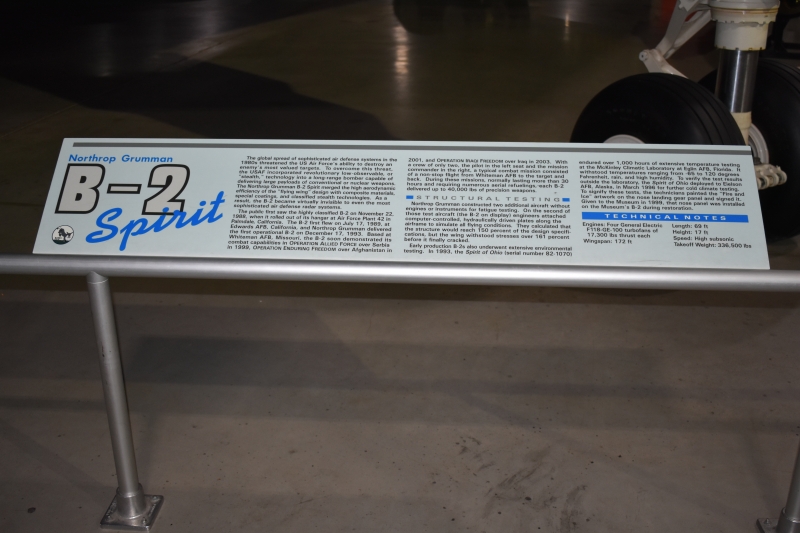 Northrop Grumman
B-2
Spirit
The global spread of sophisticated air defense systems in the
1980s threatened the US Air Force's ability to destroy an
enemy's most valued targets. To overcome this threat,
the USAF incorporated revolutionary low-observable, or
"stealth," technology into a long-range bomber capable of
delivering large payloads of conventional or nuclear weapons.
The Northrop Grumman B-2 Spirit merged the high aerodynamic
efficiency of the "flying wing" design with composite materials,
special coatings, and classified stealth technologies. As a
result, the B-2 became virtually invisible to even the most
sophisticated air defense radar systems.
The public first saw the highly classified B-2 on November 22,
1988, when it rolled out of its hanger at Air Force Plant 42 in
Palmdale, California. The B-2 first flew on July 17, 1989, at
Edwards AFB, California, and Northrop Grumman delivered
the first operational B-2 on December 17, 1993. Based at
Whiteman AFB, Missouri, the B-2 soon demonstrated its
combat capabilities in OPERATION ALLIED FORCE over Serbia
in 1999, OPERATION ENDURING FREEDOM over Afghanistan in
2001, and OPERATION IRAQI FREEDOM over Iraq in 2003. With
a crew of only two, the pilot in the left seat and the mission
commander in the right, a typical combat mission consisted
of a non-stop flight from Whiteman AFB to the target and
back. During these missions, normally lasting more than 30
hours and requiring numerous aerial refuelings, each B-2
delivered up to 40,000 lbs of precision weapons.
STRUCTURAL TESTING
Northrop Grumman constructed two additional B-2s without
engines or instruments for fatigue testing. On the second of
those test aircraft (the B-2 on display) engineers attached
computer-controlled, hydraulically driven plates along the
airframe to simulate all flying conditions. They calculated that
the structure would reach 150 percent of the design specifi-
cations, but the wing withstood stresses over 161 percent
before it finally cracked.
Early production B-2s also underwent extensive environmental
testing. In 1993, the Spirit of Ohio (serial number 82-1070)
endured over 1,000 hours of extensive temperature testing
at the McKinley Climatic Laboratory at Eglin AFB, Florida. It
withstood temperatures ranging from -65 to 120 degrees
Fahrenheit, rain, and high humidity. To verify the test results
outside the laboratory, the Spirit of Ohio deployed to Eielson
AFB, Alaska, in March 1996 for further cold climate testing.
To signify these tests, the technicians painted the "Fire and
Ice" artwork on the nose landing gear panel and signed it.
Given to the Museum in 1999, that nose panel was installed
on the Museum's B-2 during restoration.
TECHNICAL NOTES
Engines: Four General Electric
F118-GE-100 turbofans of
17,300 lbs thrust each
Wingspan: 172 ft
Length: 69 ft
Height: 17 ft
Speed: High subsonic
Takeoff Weight: 336,500 lbs